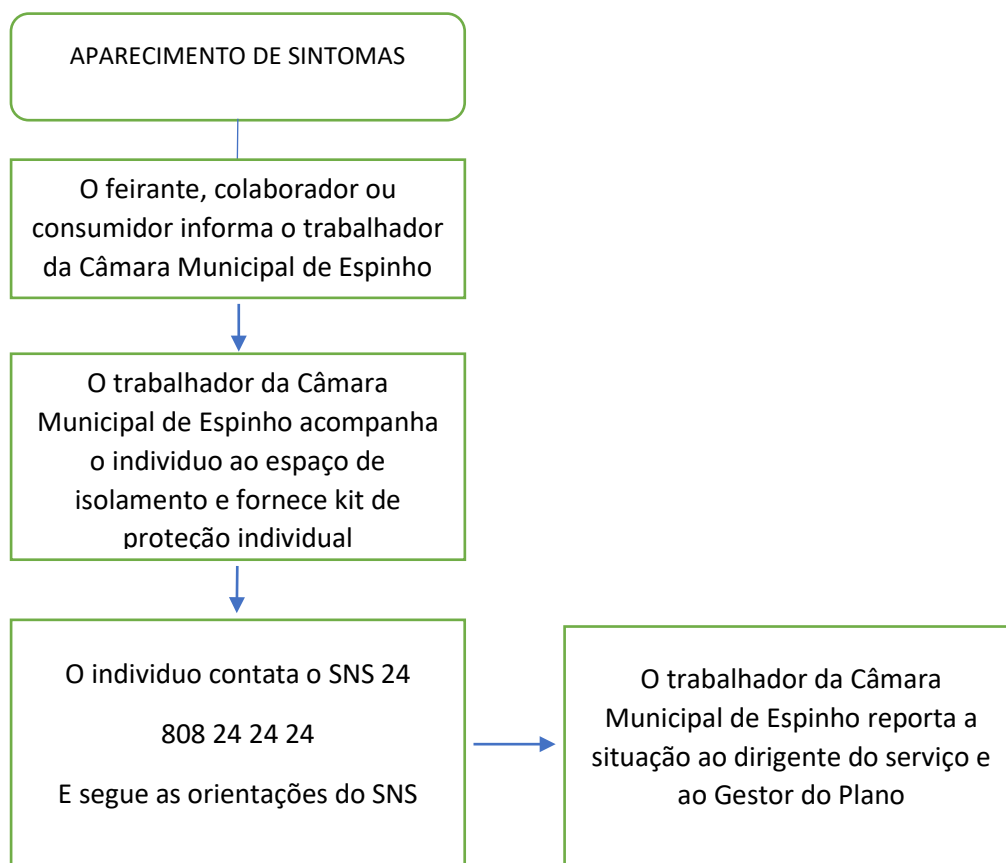 APARECIMENTO DE SINTOMAS
O feirante, colaborador ou
consumidor informa o trabalhador
da Câmara Municipal de Espinho
O trabalhador da Câmara
Municipal de Espinho acompanha
o individuo ao espaço de
isolamento e fornece kit de
proteção individual
O individuo contata o SNS 24
808 24 24 24
E segue as orientações do SNS
O trabalhador da Câmara
Municipal de Espinho reporta a
situação ao dirigente do serviço e
ao Gestor do Plano